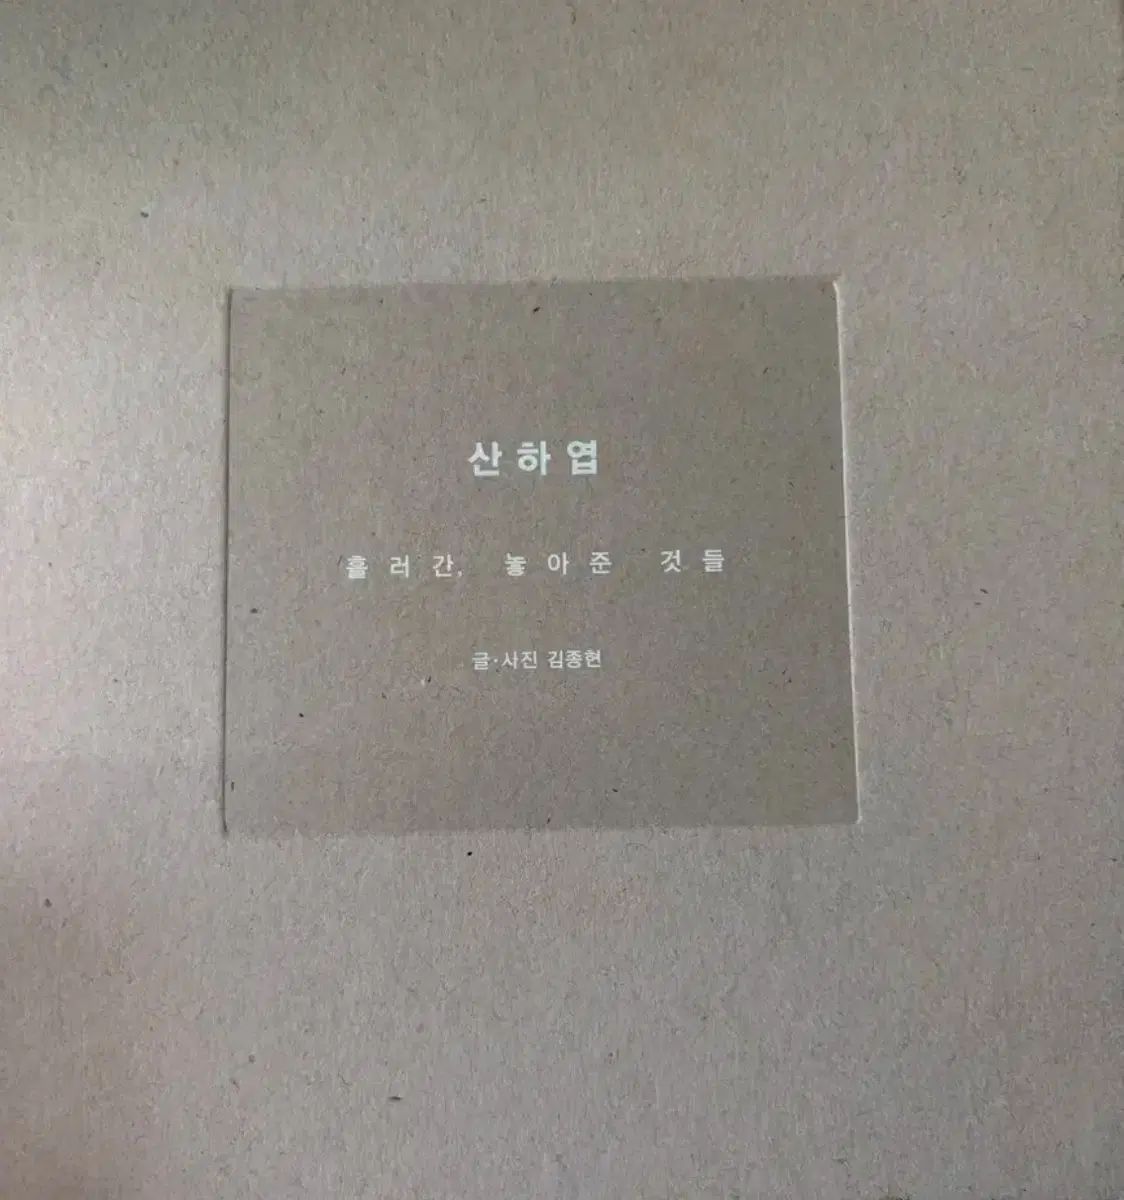 산하엽
흘러간, 놓아준 것들
글·사진 김종현